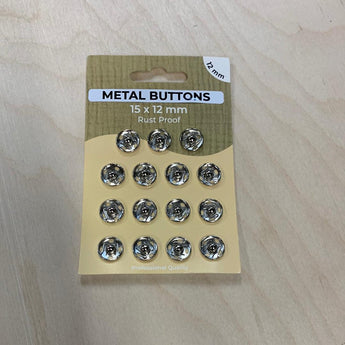 12 mm
METAL BUTTONS
15 x 12 mm
Rust Proof
Professional Quality